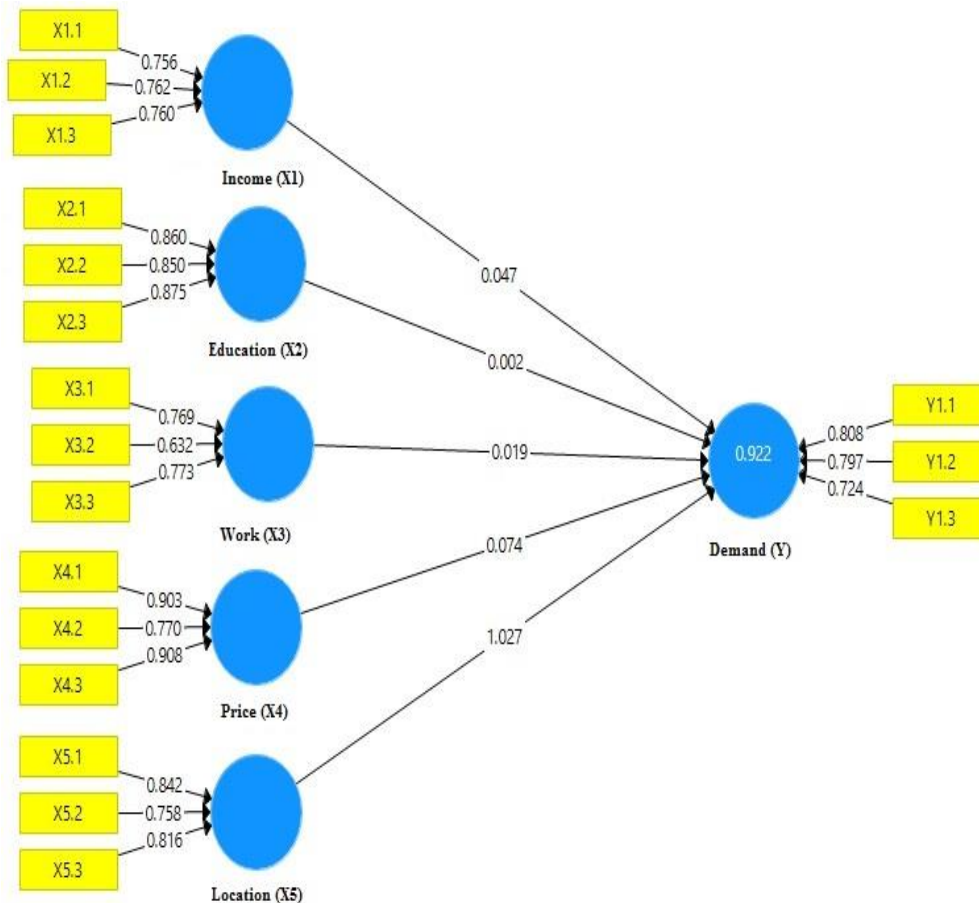 X1.1
0.756
X1.2
0.762
X1.3
0.760
Income (X1)
X2.1
0.860
X2.2
0.850
X2.3
0.875
Education (X2)
X3.1
0.769
X3.2
0.632
X3.3
0.773
Work (X3)
X4.1
0.903
X4.2
0.770
X4.3
0.908
Price (X4)
X5.1
0.842
X5.2
0.758
X5.3
0.816
Location (X5)
0.047
0.002
0.019
0.074
1.027
0.922
Demand (Y)
Y1.1
0.808
Y1.2
0.797
Y1.3
0.724